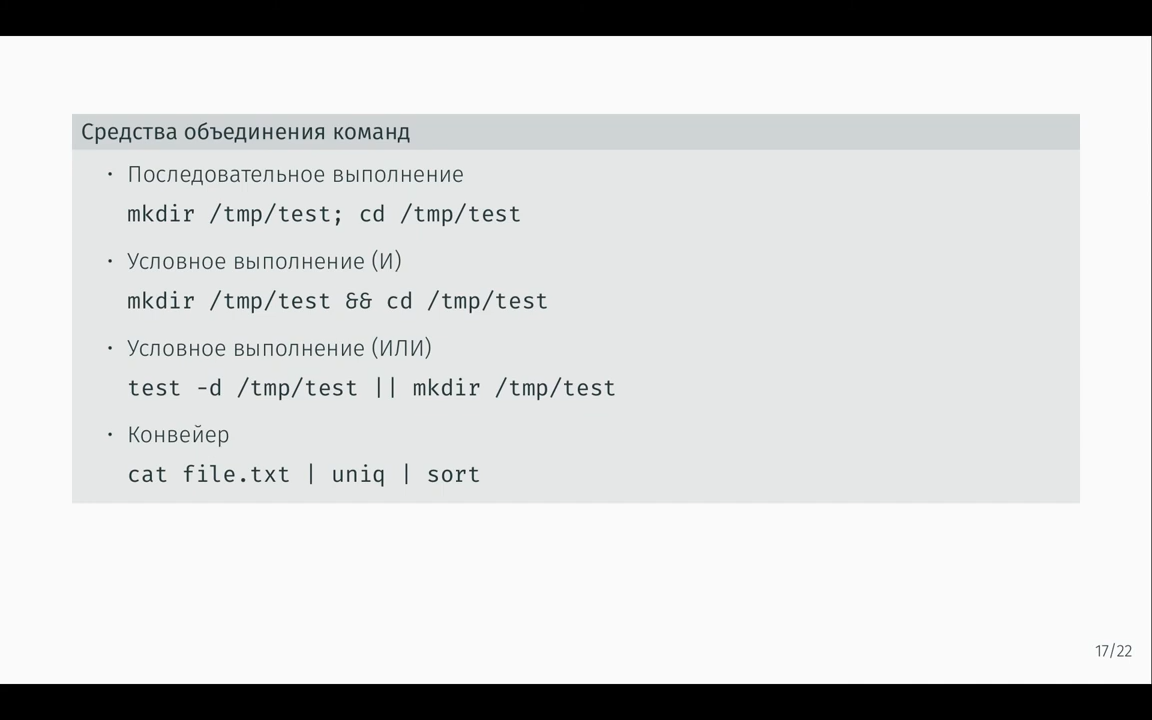 Средства объединения команд
• Последовательное выполнение
mkdir /tmp/test; cd /tmp/test
• Условное выполнение (И)
mkdir /tmp/test && cd /tmp/test
• Условное выполнение (ИЛИ)
test -d /tmp/test || mkdir /tmp/test
• Конвейер
cat file.txt | uniq | sort
17/22